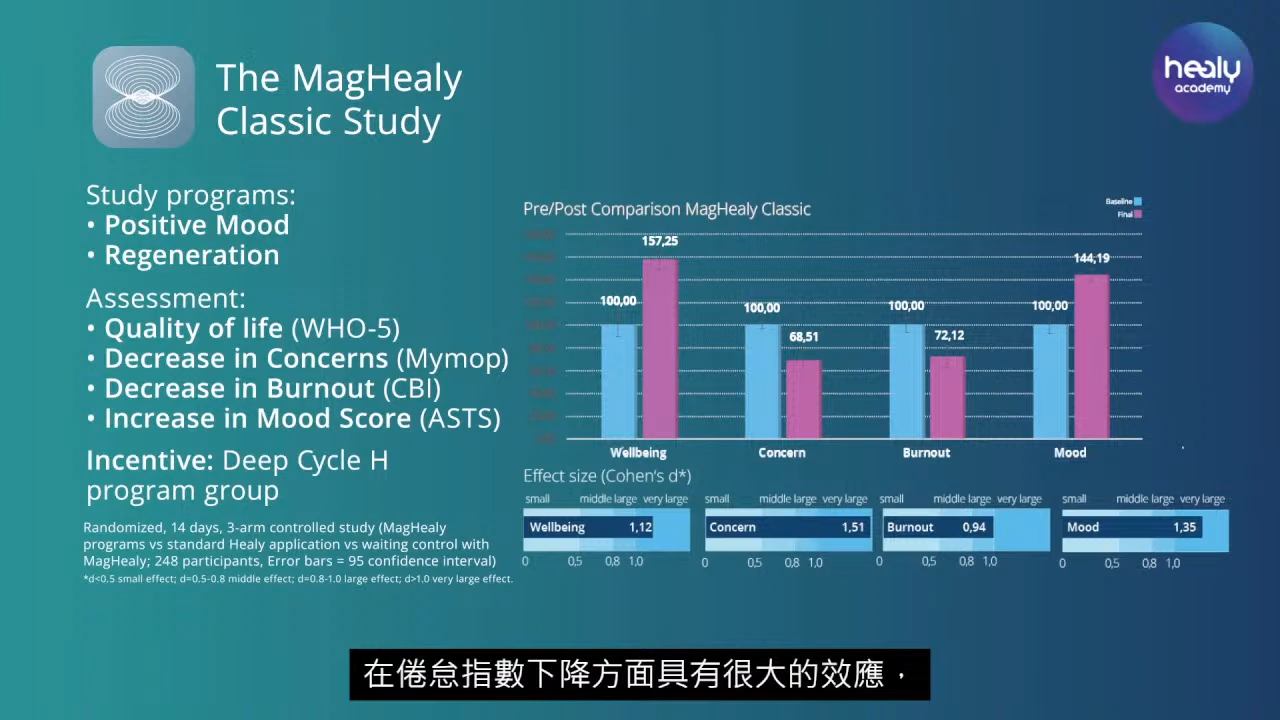 The MagHealy
Classic Study
healy
academy
Study programs:
• Positive Mood
• Regeneration
Assessment:
• Quality of life (WHO-5)
• Decrease in Concerns (Mymop)
• Decrease in Burnout (CBI)
• Increase in Mood Score (ASTS)
Incentive: Deep Cycle H
program group
Randomized, 14 days, 3-arm controlled study (MagHealy
programs vs standard Healy application vs waiting control with
MagHealy; 248 participants, Error bars = 95 confidence interval)
*d<0.5 small effect; d=0.5-0.8 middle effect; d=0.8-1.0 large effect; d>1.0 very large effect.
Pre/Post Comparison MagHealy Classic
Baseline
Final
157,25
144,19
100,00 100,00 100,00 100,00
68,51 72,12
Wellbeing Concern Burnout Mood
Effect size (Cohen's d*)
small middle large very large small middle large very large small middle large very large small middle large very large
Wellbeing 1,12 Concern 1,51 Burnout 0,94 Mood 1,35
0 0,5 0,8 1,0 0 0,5 0,8 1,0 0 0,5 0,8 1,0 0 0,5 0,8 1,0
在倦怠指數下降方面具有很大的效應，